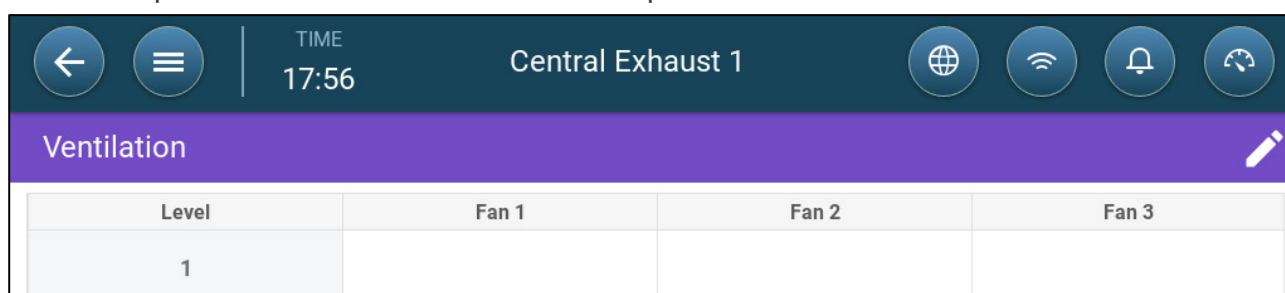 TIME
17:56
Central Exhaust 1
Ventilation
Level Fan 1 Fan 2 Fan 3
1